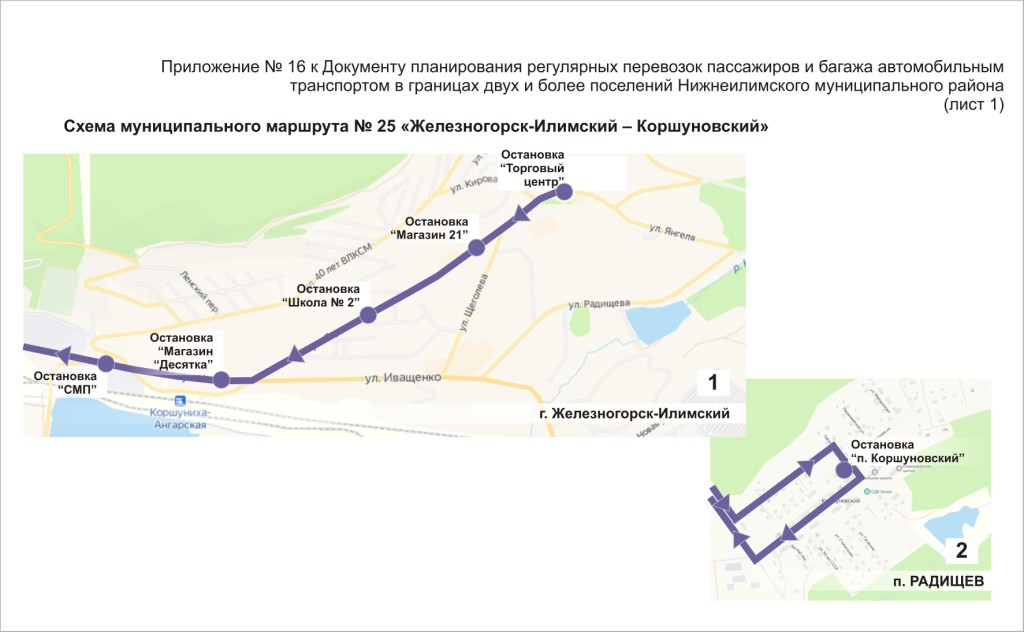 Приложение № 16 к Документу планирования регулярных перевозок пассажиров и багажа автомобильным
транспортом в границах двух и более поселений Нижнеилимского муниципального района
(лист 1)
Схема муниципального маршрута № 25 «Железногорск-Илимский – Коршуновский»
Остановка
“Торговый
центр”
ул.
ул. Кирова
Остановка
“Магазин 21”
ул. Янгеля
40 лет ВЛКСМ
Ленский пер.
Остановка
“Школа № 2”
ул. Щеголева
ул. Радищева
Остановка
“Магазин
“Десятка”
Остановка
“СМП”
ул. Иващенко
1
Коршуниха-
Ангарская
г. Железногорск-Илимский
Остановка
“п. Коршуновский”
2
п. РАДИЩЕВ